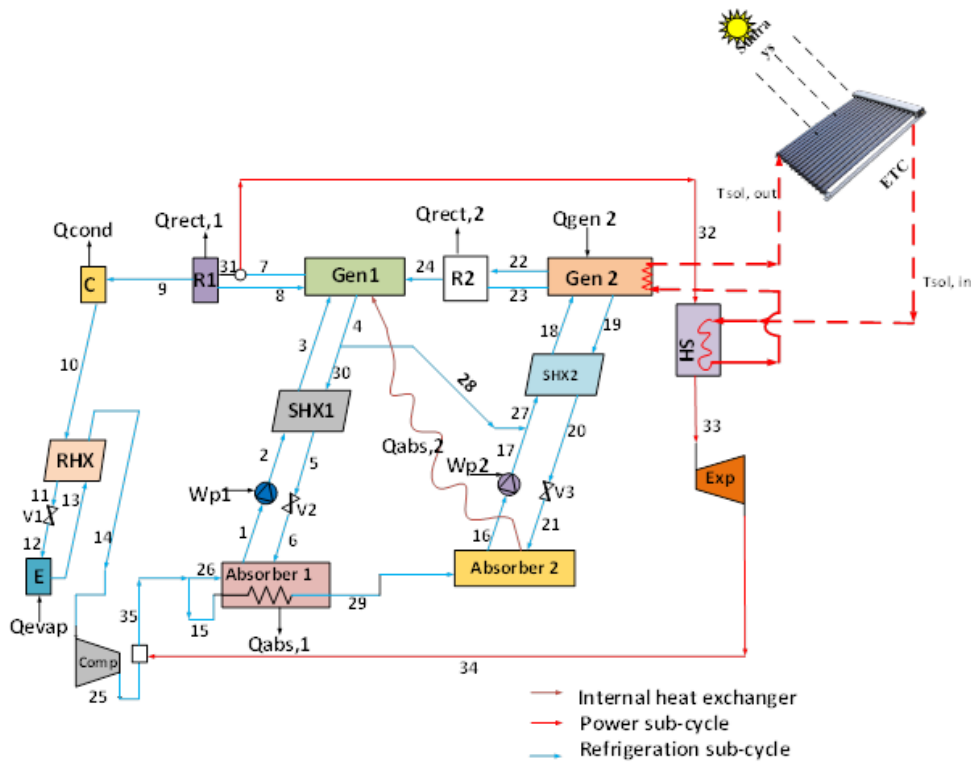 Sunra
ys
ETC
Tsol, out
Tsol, in
Qcond
Qrect,1
Qrect,2
Qgen 2
32
C
9
R1
31
7
8
Gen 1
24
R2
22
23
Gen 2
3
4
18
19
HS
10
30
28
SHX1
SHX2
33
RHX
2
5
27
17
20
Qabs,2
Exp
11
13
V1
14
Wp1
V2
Wp2
V3
12
1
6
16
21
E
26
Absorber 1
Absorber 2
Qevap
35
15
29
Qabs,1
Comp
34
25
Internal heat exchanger
Power sub-cycle
Refrigeration sub-cycle